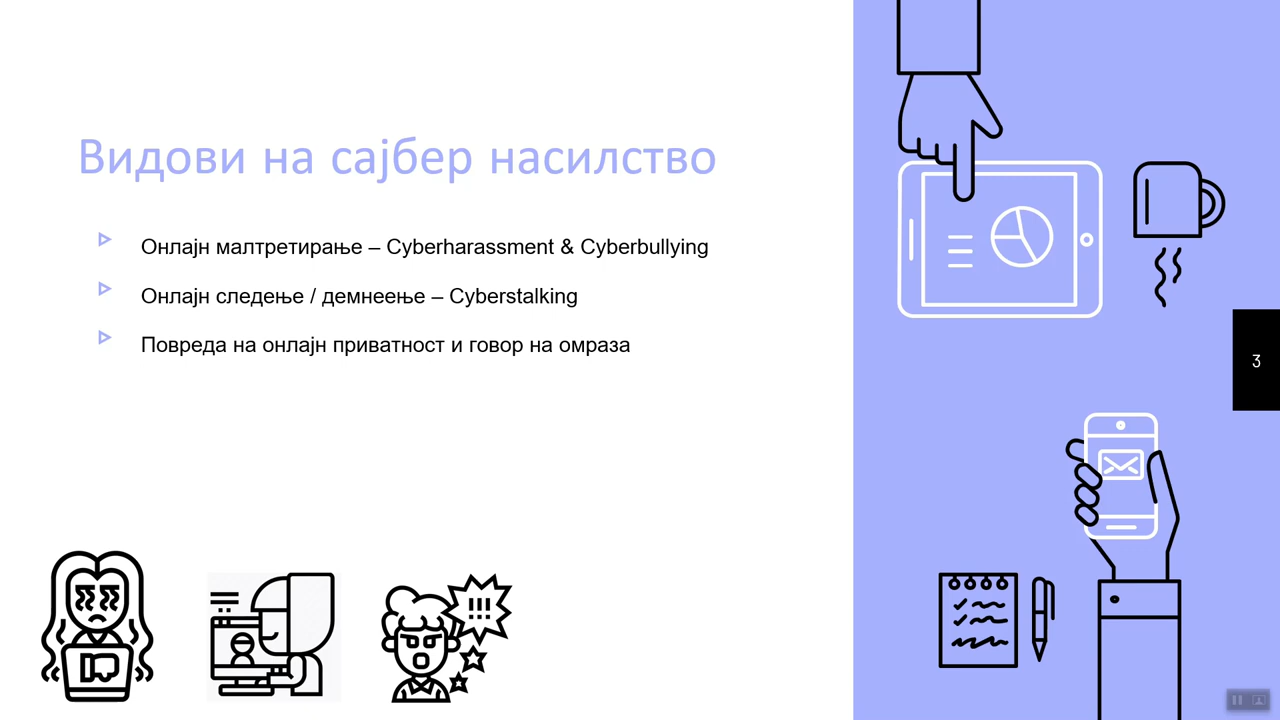 Видови на сајбер насилство
Онлајн малтретирање – Cyberharassment & Cyberbullying
Онлајн следење / демнеење – Cyberstalking
Повреда на онлајн приватност и говор на омраза
3
!!!